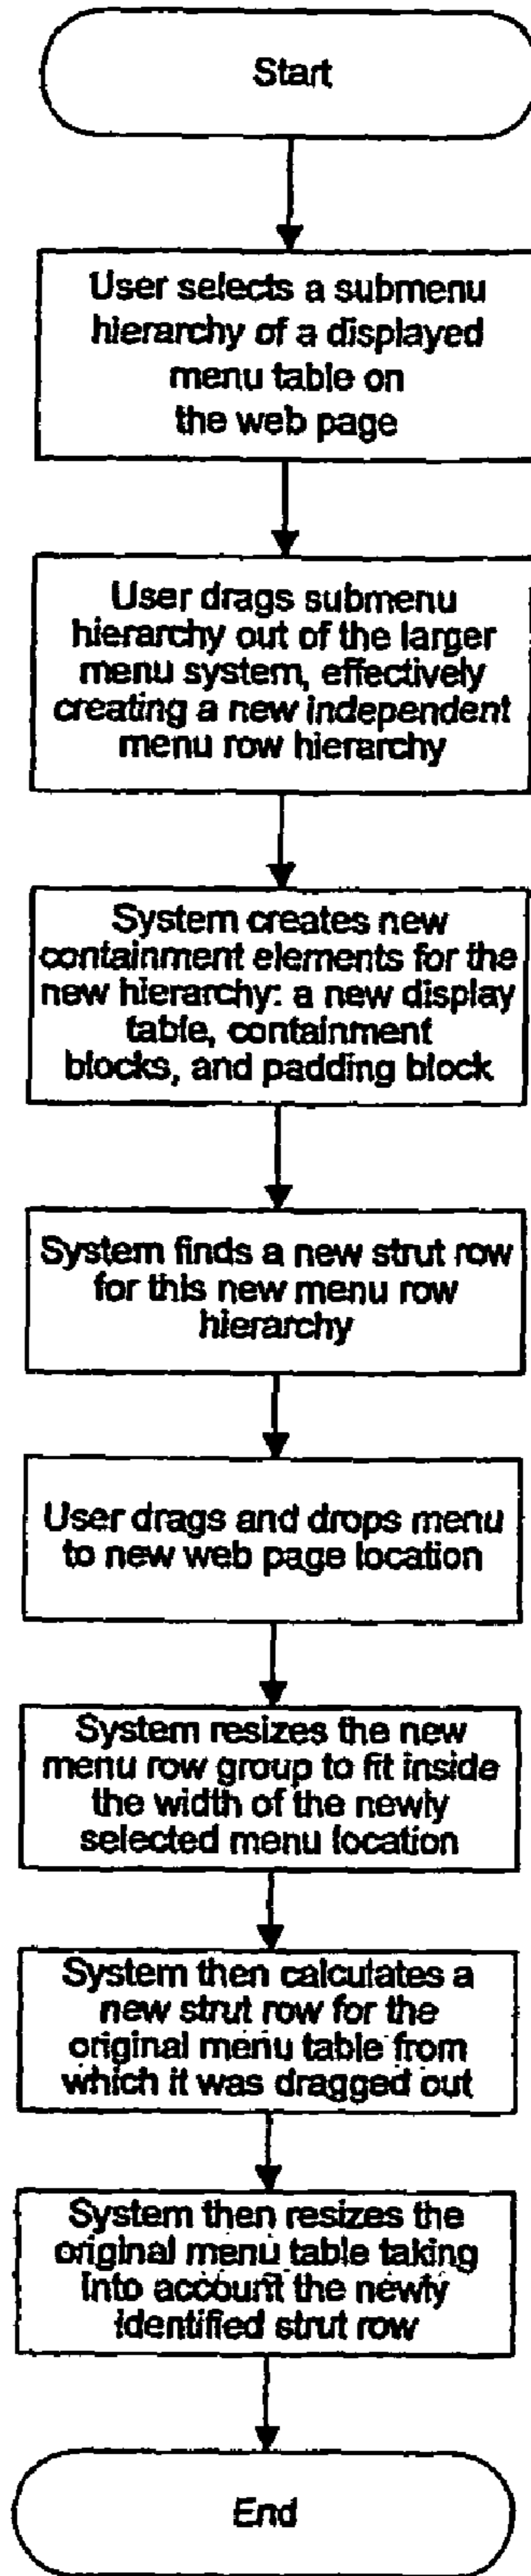 Start
User selects a submenu
hierarchy of a displayed
menu table on
the web page
User drags submenu
hierarchy out of the larger
menu system, effectively
creating a new independent
menu row hierarchy
System creates new
containment elements for the
new hierarchy: a new display
table, containment
blocks, and padding block
System finds a new strut row
for this new menu row
hierarchy
User drags and drops menu
to new web page location
System resizes the new
menu row group to fit inside
the width of the newly
selected menu location
System then calculates a
new strut row for the
original menu table from
which it was dragged out
System then resizes the
original menu table taking
into account the newly
identified strut row
End